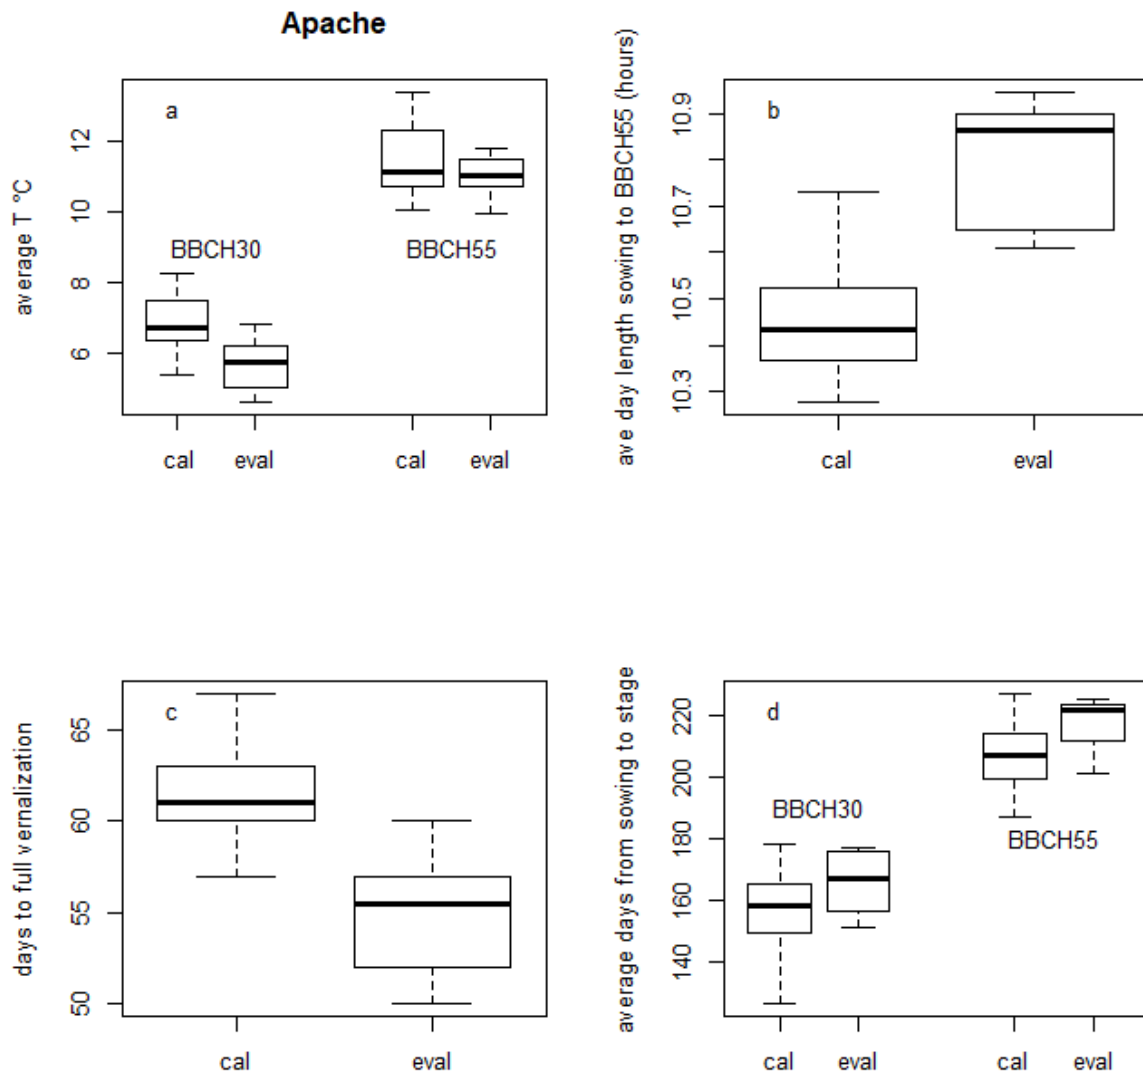 Apache
average T °C
12
10
8
6
a
BBCH30
BBCH55
cal
eval
cal
eval
ave day length sowing to BBCH55 (hours)
10.9
10.7
10.5
10.3
b
cal
eval
days to full vernalization
65
60
55
50
c
cal
eval
average days from sowing to stage
220
200
180
160
140
d
BBCH30
BBCH55
cal
eval
cal
eval